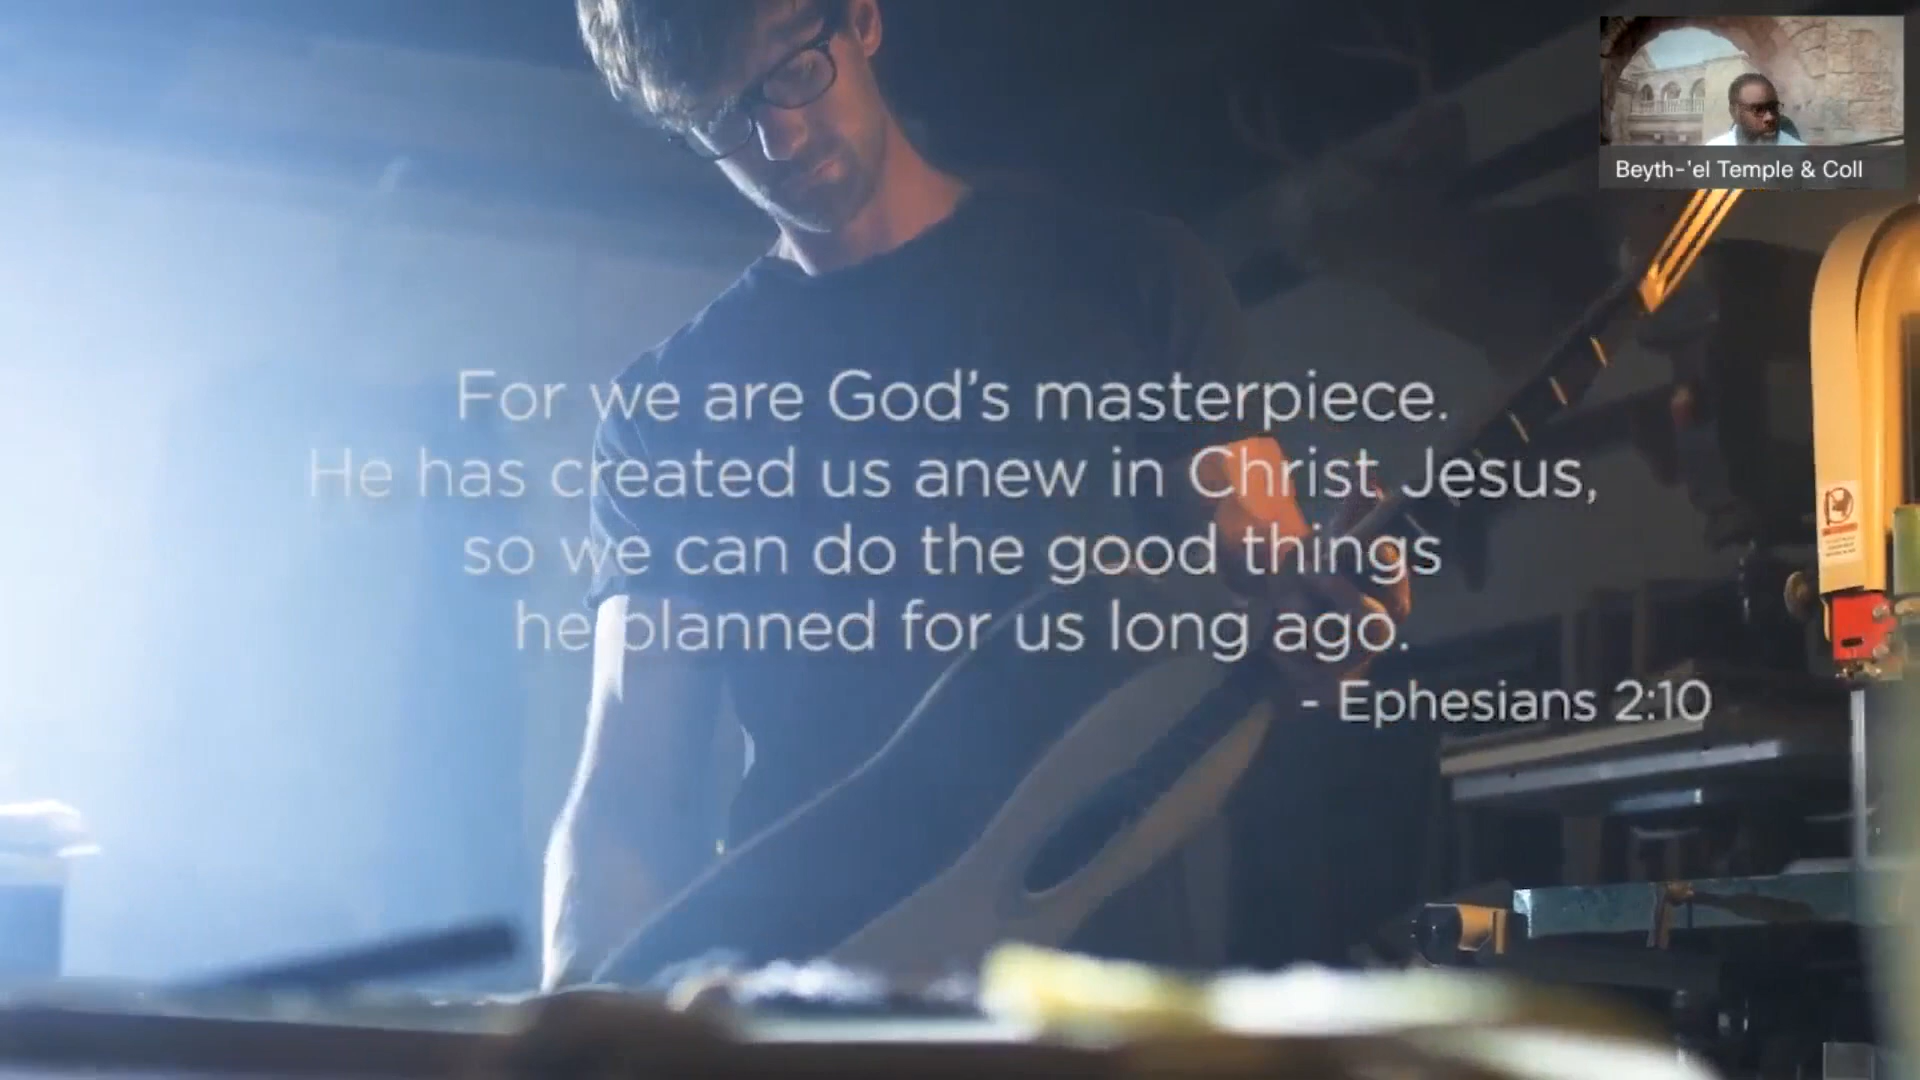 Beyth-'el Temple & Coll
For we are God's masterpiece.
He has created us anew in Christ Jesus,
so we can do the good things
he planned for us long ago.
- Ephesians 2:10